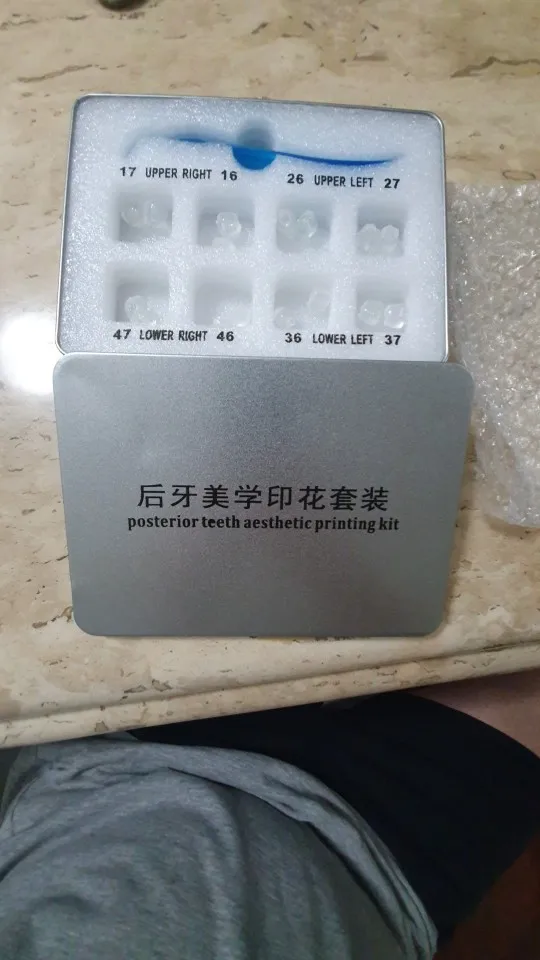 17 UPPER RIGHT 16 26 UPPER LEFT 27
47 LOWER RIGHT 46 36 LOWER LEFT 37
后牙美学印花套装
posterior teeth aesthetic printing kit